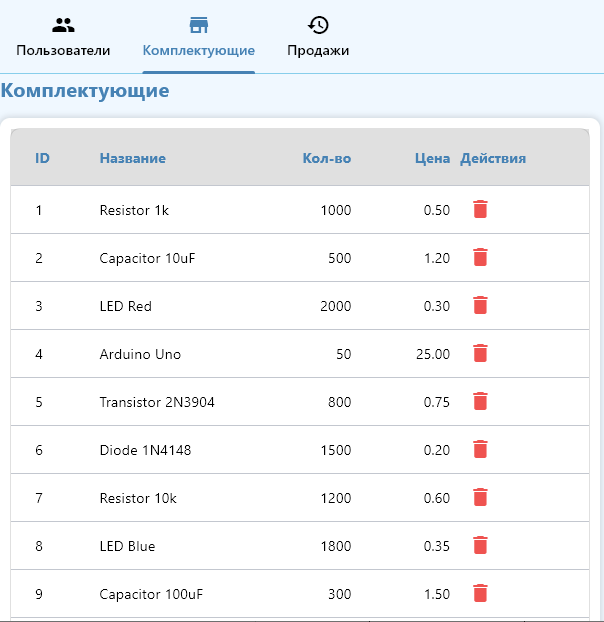 Пользователи Комплектующие Продажи
Комплектующие
ID Название Кол-во Цена Действия
1 Resistor 1k 1000 0.50
2 Capacitor 10uF 500 1.20
3 LED Red 2000 0.30
4 Arduino Uno 50 25.00
5 Transistor 2N3904 800 0.75
6 Diode 1N4148 1500 0.20
7 Resistor 10k 1200 0.60
8 LED Blue 1800 0.35
9 Capacitor 100uF 300 1.50